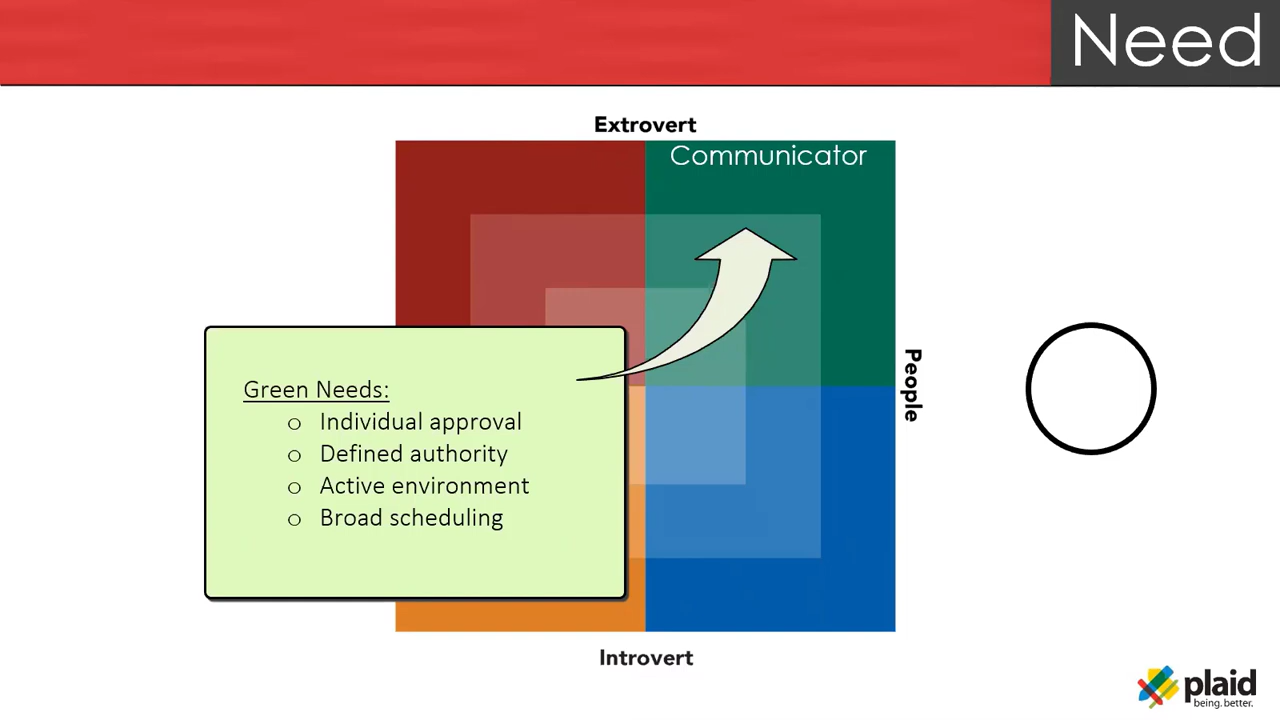 Need
Extrovert
Communicator
People
Green Needs:
o Individual approval
o Defined authority
o Active environment
o Broad scheduling
Introvert
plaid
being. better.